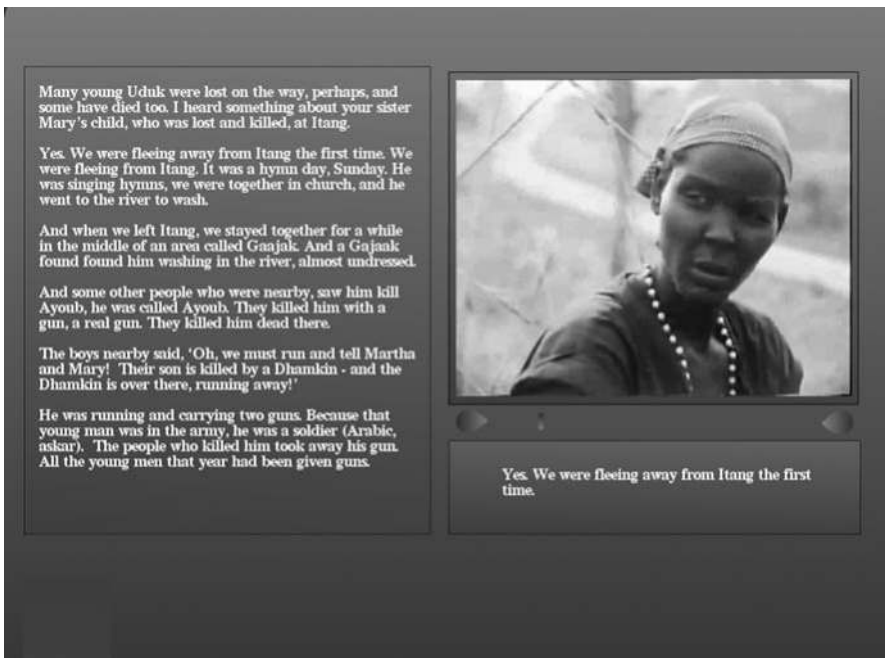 Many young Uduk were lost on the way, perhaps, and
some have died too. I heard something about your sister
Mary's child, who was lost and killed, at Itang.
Yes. We were fleeing away from Itang the first time. We
were fleeing from Itang. It was a hymn day, Sunday. He
was singing hymns, we were together in church, and he
went to the river to wash.
And when we left Itang, we stayed together for a while
in the middle of an area called Gaajak. And a Gajaak
found found him washing in the river, almost undressed.
And some other people who were nearby, saw him kill
Ayoub, he was called Ayoub. They killed him with a
gun, a real gun. They killed him dead there.
The boys nearby said, 'Oh, we must run and tell Martha
and Mary!  Their son is killed by a Dhamkin - and the
Dhamkin is over there, running away!'
He was running and carrying two guns. Because that
young man was in the army, he was a soldier (Arabic,
askar).  The people who killed him took away his gun.
All the young men that year had been given guns.
Yes. We were fleeing away from Itang the first
time.